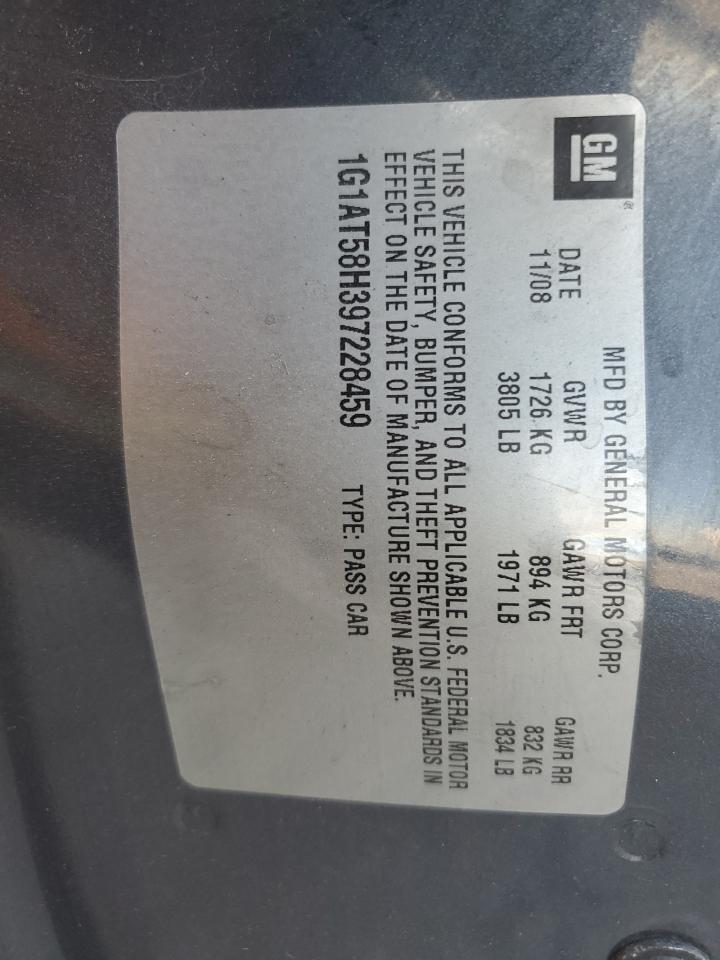 GM
®
MFD BY GENERAL MOTORS CORP.
DATE GVWR GAWR FRT GAWR RR
11/08 1726 KG 894 KG 832 KG
3805 LB 1971 LB 1834 LB
THIS VEHICLE CONFORMS TO ALL APPLICABLE U.S. FEDERAL MOTOR
VEHICLE SAFETY, BUMPER, AND THEFT PREVENTION STANDARDS IN
EFFECT ON THE DATE OF MANUFACTURE SHOWN ABOVE.
1G1AT58H397228459 TYPE: PASS CAR